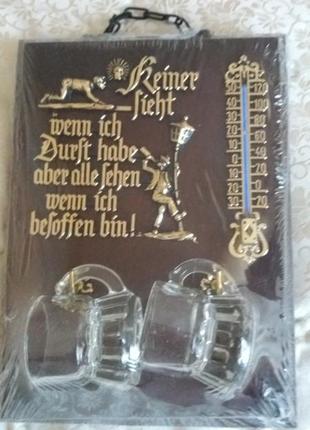 Keiner
sieht
wenn ich
Durst habe
aber alle sehen
wenn ich
besoffen bin!